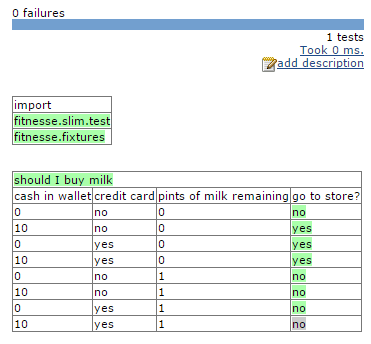 0 failures
1 tests
Took 0 ms.
add description
import
fitnesse.slim.test
fitnesse.fixtures
should I buy milk
cash in wallet credit card pints of milk remaining go to store?
0 no 0 no
10 no 0 yes
0 yes 0 yes
10 yes 0 yes
0 no 1 no
10 no 1 no
0 yes 1 no
10 yes 1 no